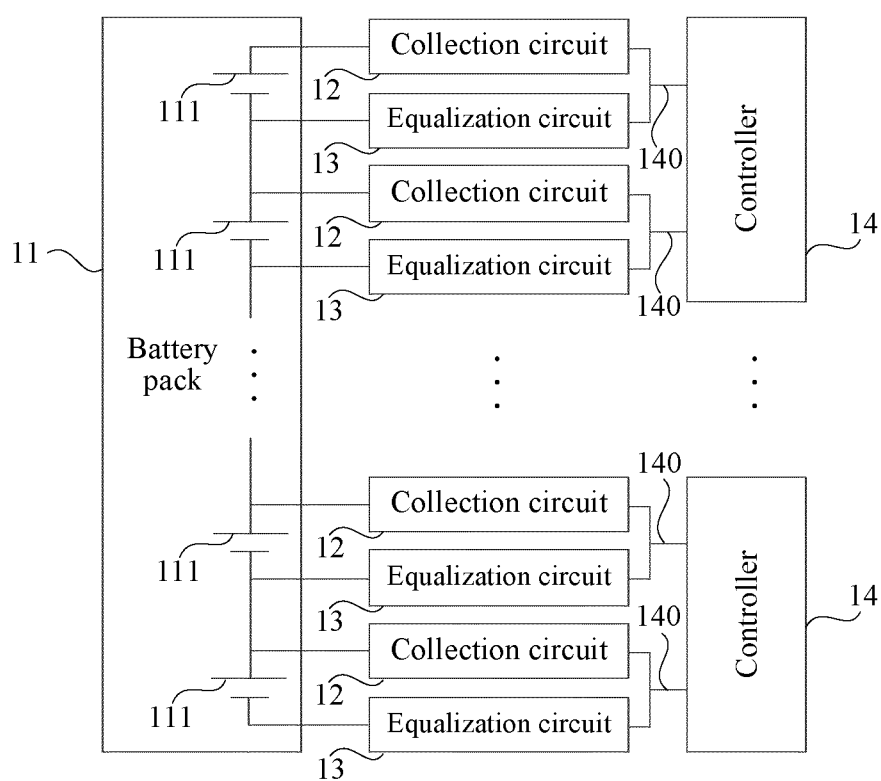 Collection circuit
111
12
Equalization circuit
13
140
Controller
Collection circuit
11
111
12
14
Equalization circuit
13
140
Battery
pack
140
Collection circuit
111
12
Equalization circuit
13
140
Controller
14
Collection circuit
111
12
Equalization circuit
13